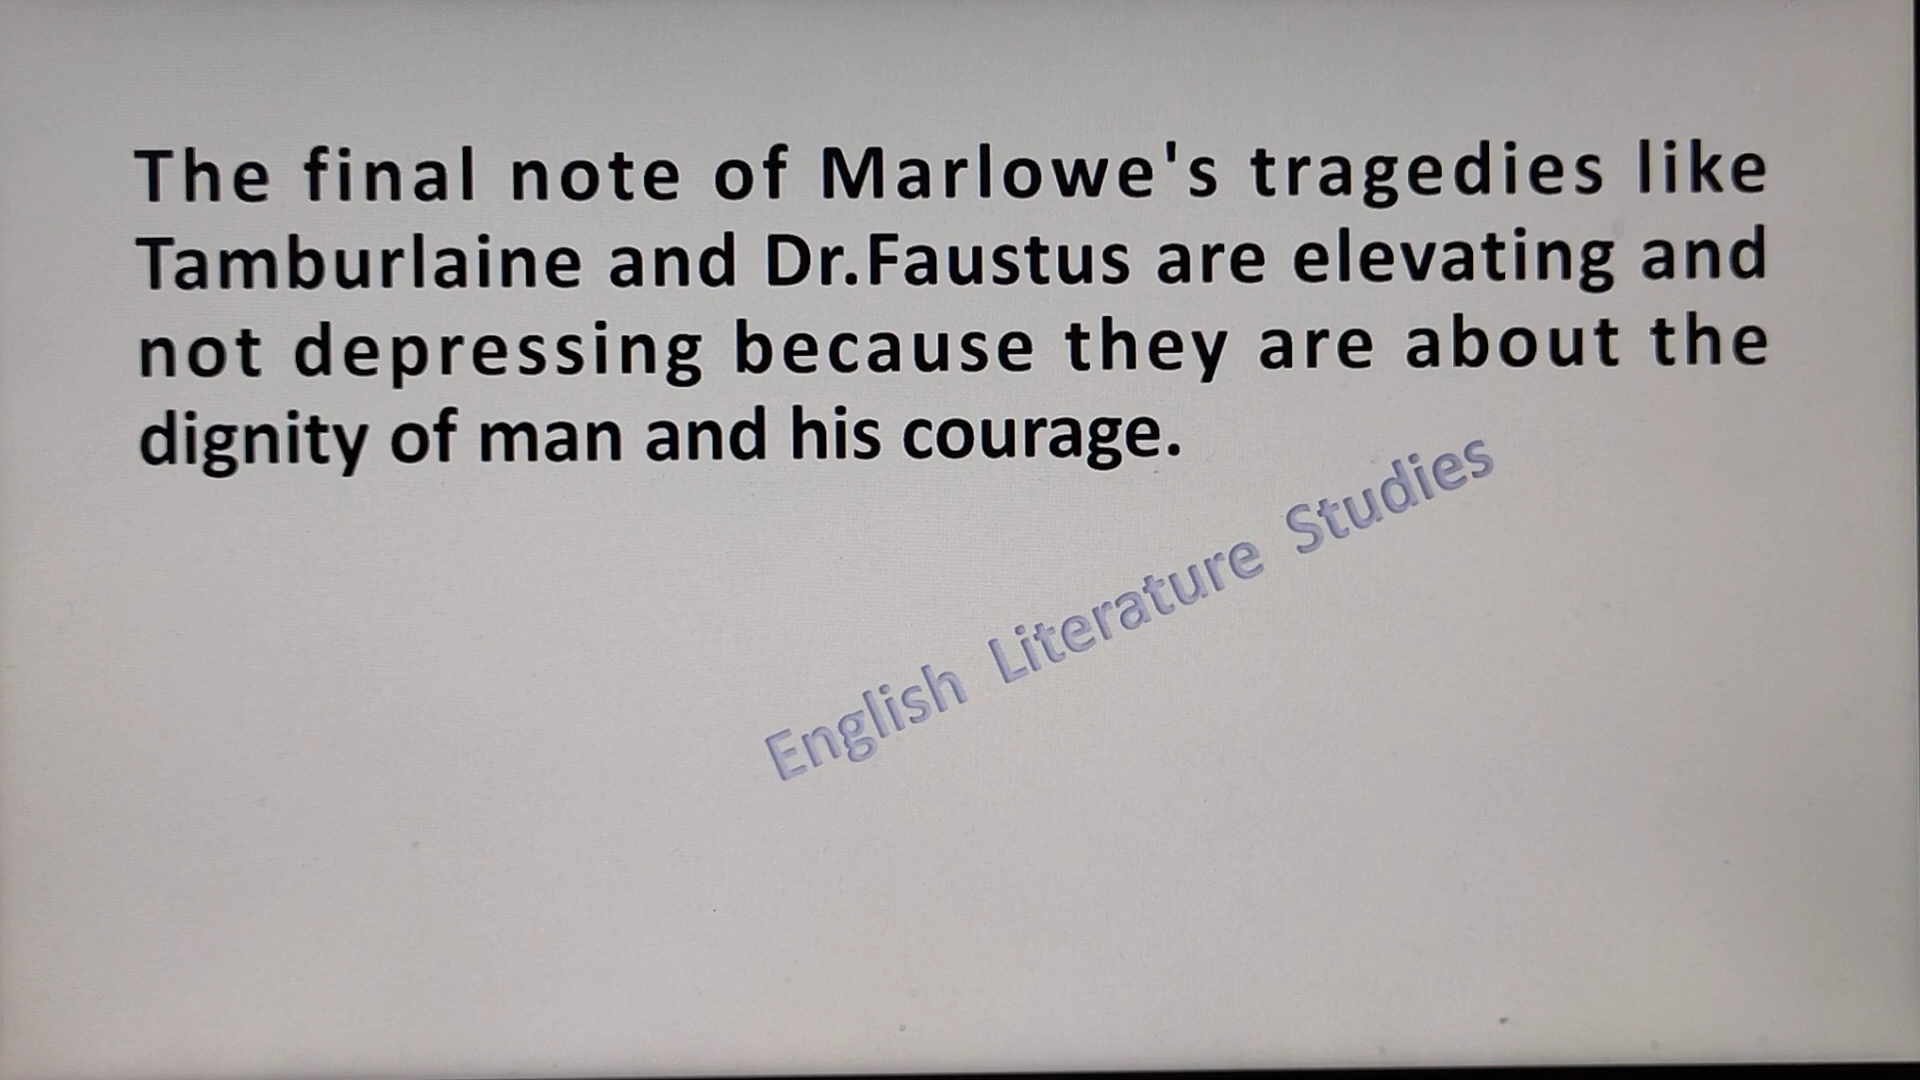 The final note of Marlowe's tragedies like
Tamburlaine and Dr.Faustus are elevating and
not depressing because they are about the
dignity of man and his courage.
English Literature Studies